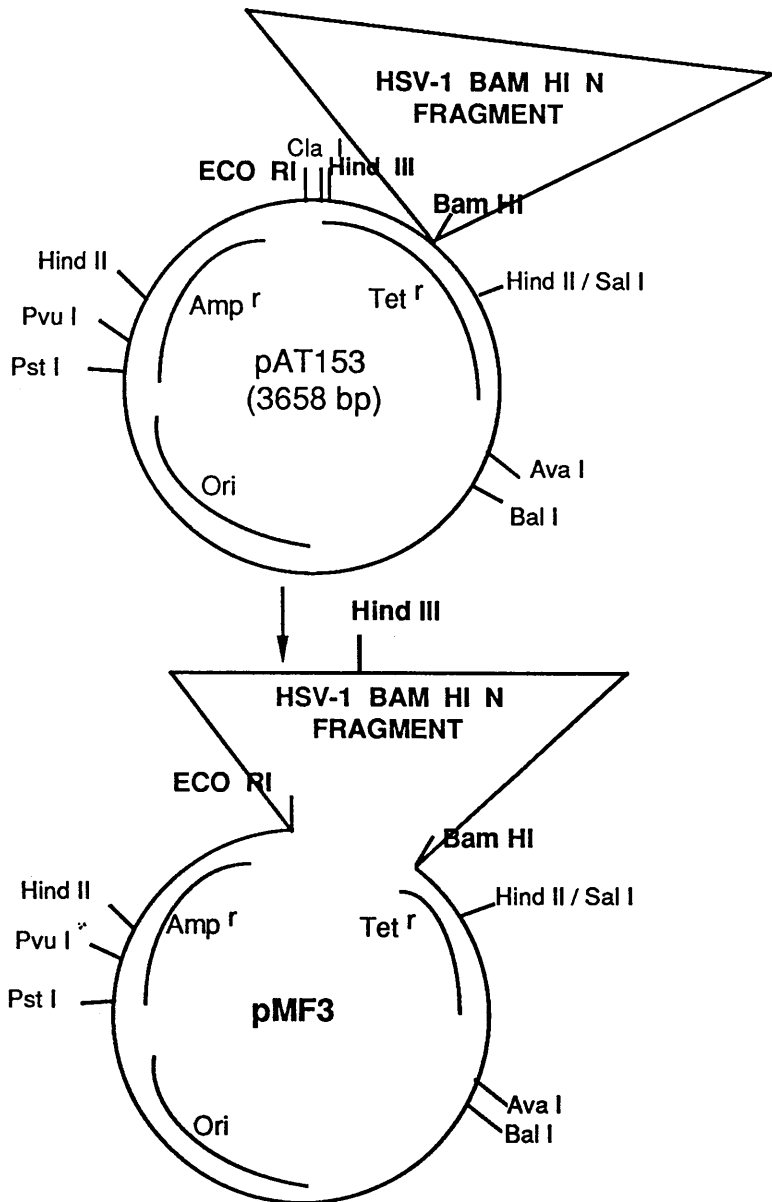 HSV-1 BAM HI N
FRAGMENT
Cla I
ECO RI
Hind III
Bam HI
Hind II
Hind II / Sal I
Amp r
Tet r
Pvu I
Pst I
pAT153
(3658 bp)
Ori
Ava I
Bal I
Hind III
HSV-1 BAM HI N
FRAGMENT
ECO RI
Bam HI
Hind II
Hind II / Sal I
Amp r
Tet r
Pvu I
Pst I
pMF3
Ori
Ava I
Bal I